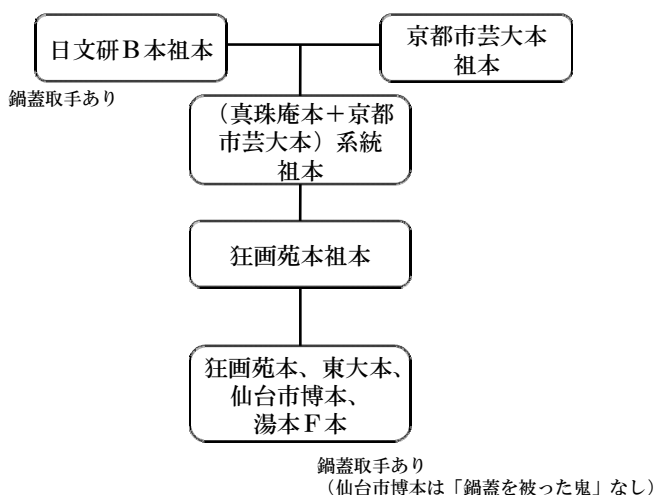 日文研Ｂ本祖本
京都市芸大本
祖本
鍋蓋取手あり
（真珠庵本＋京都
市芸大本）系統
祖本
狂画苑本祖本
狂画苑本、東大本、
仙台市博本、
湯本Ｆ本
鍋蓋取手あり
（仙台市博本は「鍋蓋を被った鬼」なし）